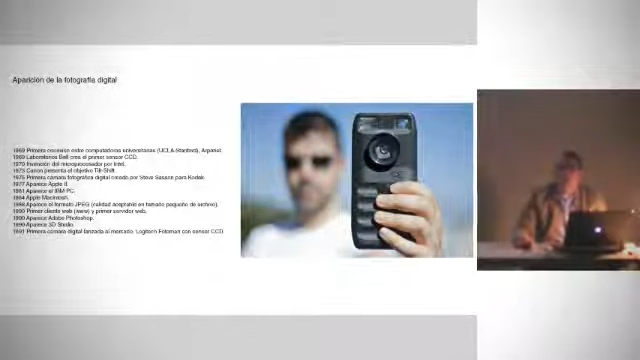 Aparición de la fotografía digital
1969 Primera conexión entre computadoras universitarias (UCLA-Stanford), Arpanet.
1969 Laboratorios Bell crea el primer sensor CCD.
1970 Invención del microprocesador por Intel.
1973 Canon presenta el objetivo Tilt-Shift.
1975 Primera cámara fotográfica digital creada por Steve Sasson para Kodak.
1977 Aparece Apple II.
1981 Aparece el IBM PC.
1984 Apple Macintosh.
Aparece el formato JPEG (calidad aceptable en tamaño pequeño de archivo).
1990 Primer cliente web (www) y primer servidor web.
1990 Aparece Adobe Photoshop.
1990 Aparece 3D Studio.
1991 Primera cámara digital lanzada al mercado. Logitech Fotoman con sensor CCD.